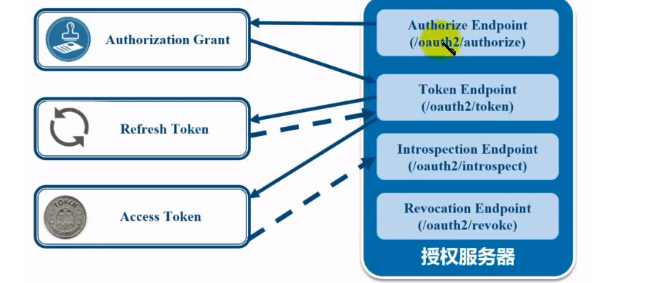 Authorization Grant
Refresh Token
TOKEN
Access Token
Authorize Endpoint
(/oauth2/authorize)
Token Endpoint
(/oauth2/token)
Introspection Endpoint
(/oauth2/introspect)
Revocation Endpoint
(/oauth2/revoke)
授权服务器